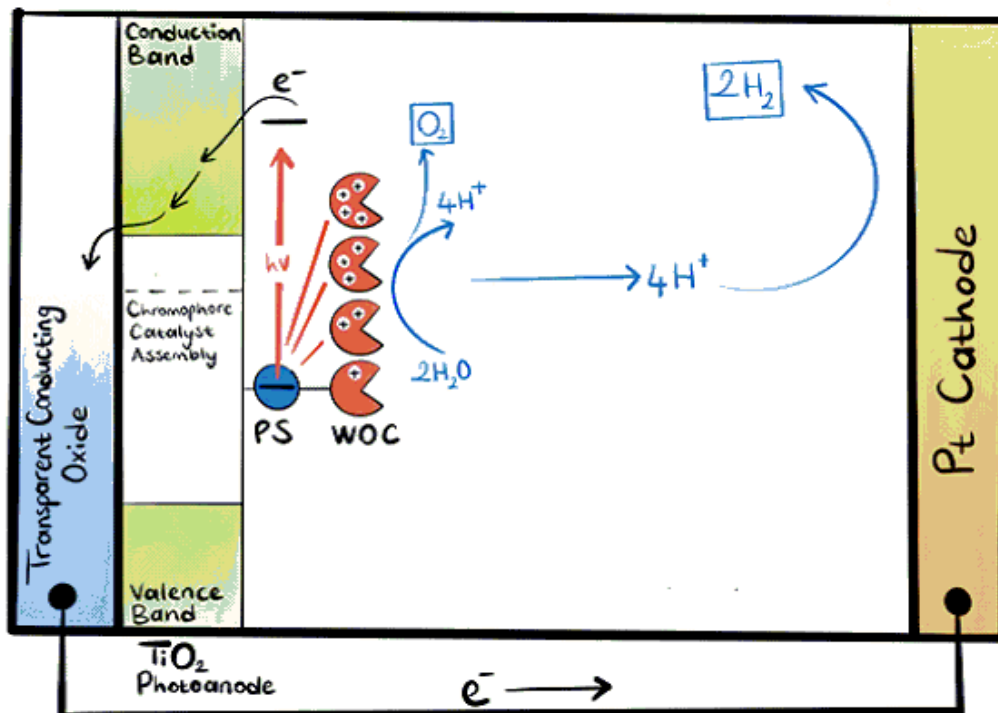 Conduction
Band
e⁻
O₂
2H₂
4H⁺
hν
4H⁺
Chromophore
Catalyst
Assembly
2H₂O
PS
WOC
Transparent Conducting
Oxide
Pt Cathode
Valence
Band
TiO₂
Photoanode
e⁻